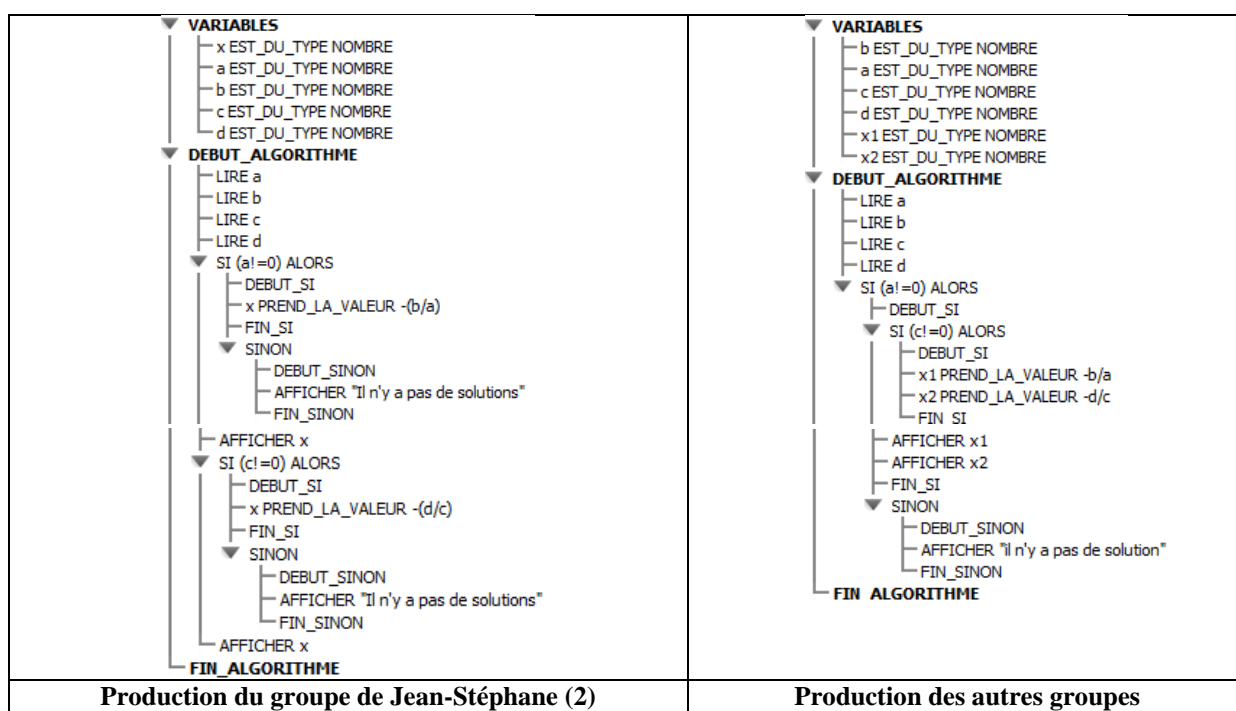 VARIABLES
x EST_DU_TYPE NOMBRE
a EST_DU_TYPE NOMBRE
b EST_DU_TYPE NOMBRE
c EST_DU_TYPE NOMBRE
d EST_DU_TYPE NOMBRE
DEBUT_ALGORITHME
LIRE a
LIRE b
LIRE c
LIRE d
SI (a!=0) ALORS
DEBUT_SI
x PREND_LA_VALEUR -(b/a)
FIN_SI
SINON
DEBUT_SINON
AFFICHER "Il n'y a pas de solutions"
FIN_SINON
AFFICHER x
SI (c!=0) ALORS
DEBUT_SI
x PREND_LA_VALEUR -(d/c)
FIN_SI
SINON
DEBUT_SINON
AFFICHER "Il n'y a pas de solutions"
FIN_SINON
AFFICHER x
FIN_ALGORITHME
Production du groupe de Jean-Stéphane (2)
VARIABLES
b EST_DU_TYPE NOMBRE
a EST_DU_TYPE NOMBRE
c EST_DU_TYPE NOMBRE
d EST_DU_TYPE NOMBRE
x1 EST_DU_TYPE NOMBRE
x2 EST_DU_TYPE NOMBRE
DEBUT_ALGORITHME
LIRE a
LIRE b
LIRE c
LIRE d
SI (a!=0) ALORS
DEBUT_SI
SI (c!=0) ALORS
DEBUT_SI
x1 PREND_LA_VALEUR -b/a
x2 PREND_LA_VALEUR -d/c
FIN SI
AFFICHER x1
AFFICHER x2
FIN_SI
SINON
DEBUT_SINON
AFFICHER "il n'y a pas de solution"
FIN_SINON
FIN ALGORITHME
Production des autres groupes